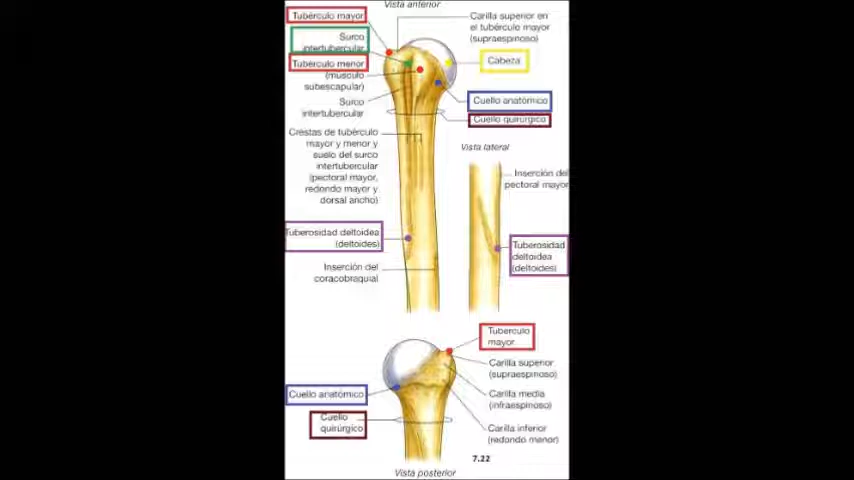 Vista anterior
Tubérculo mayor
Surco
intertubercular
Tubérculo menor
(músculo
subescapular)
Surco
intertubercular
Crestas de tubérculo
mayor y menor y
suelo del surco
intertubercular
(pectoral mayor,
redondo mayor y
dorsal ancho)
Tuberosidad deltoidea
(deltoides)
Inserción del
coracobraquial
Carilla superior en
el tubérculo mayor
(supraespinoso)
Cabeza
Cuello anatómico
Cuello quirúrgico
Vista lateral
Inserción del
pectoral mayor
Tuberosidad
deltoidea
(deltoides)
Cuello anatómico
Cuello
quirúrgico
Tubérculo
mayor
Carilla superior
(supraespinoso)
Carilla media
(infraespinoso)
Carilla inferior
(redondo menor)
7.22
Vista posterior